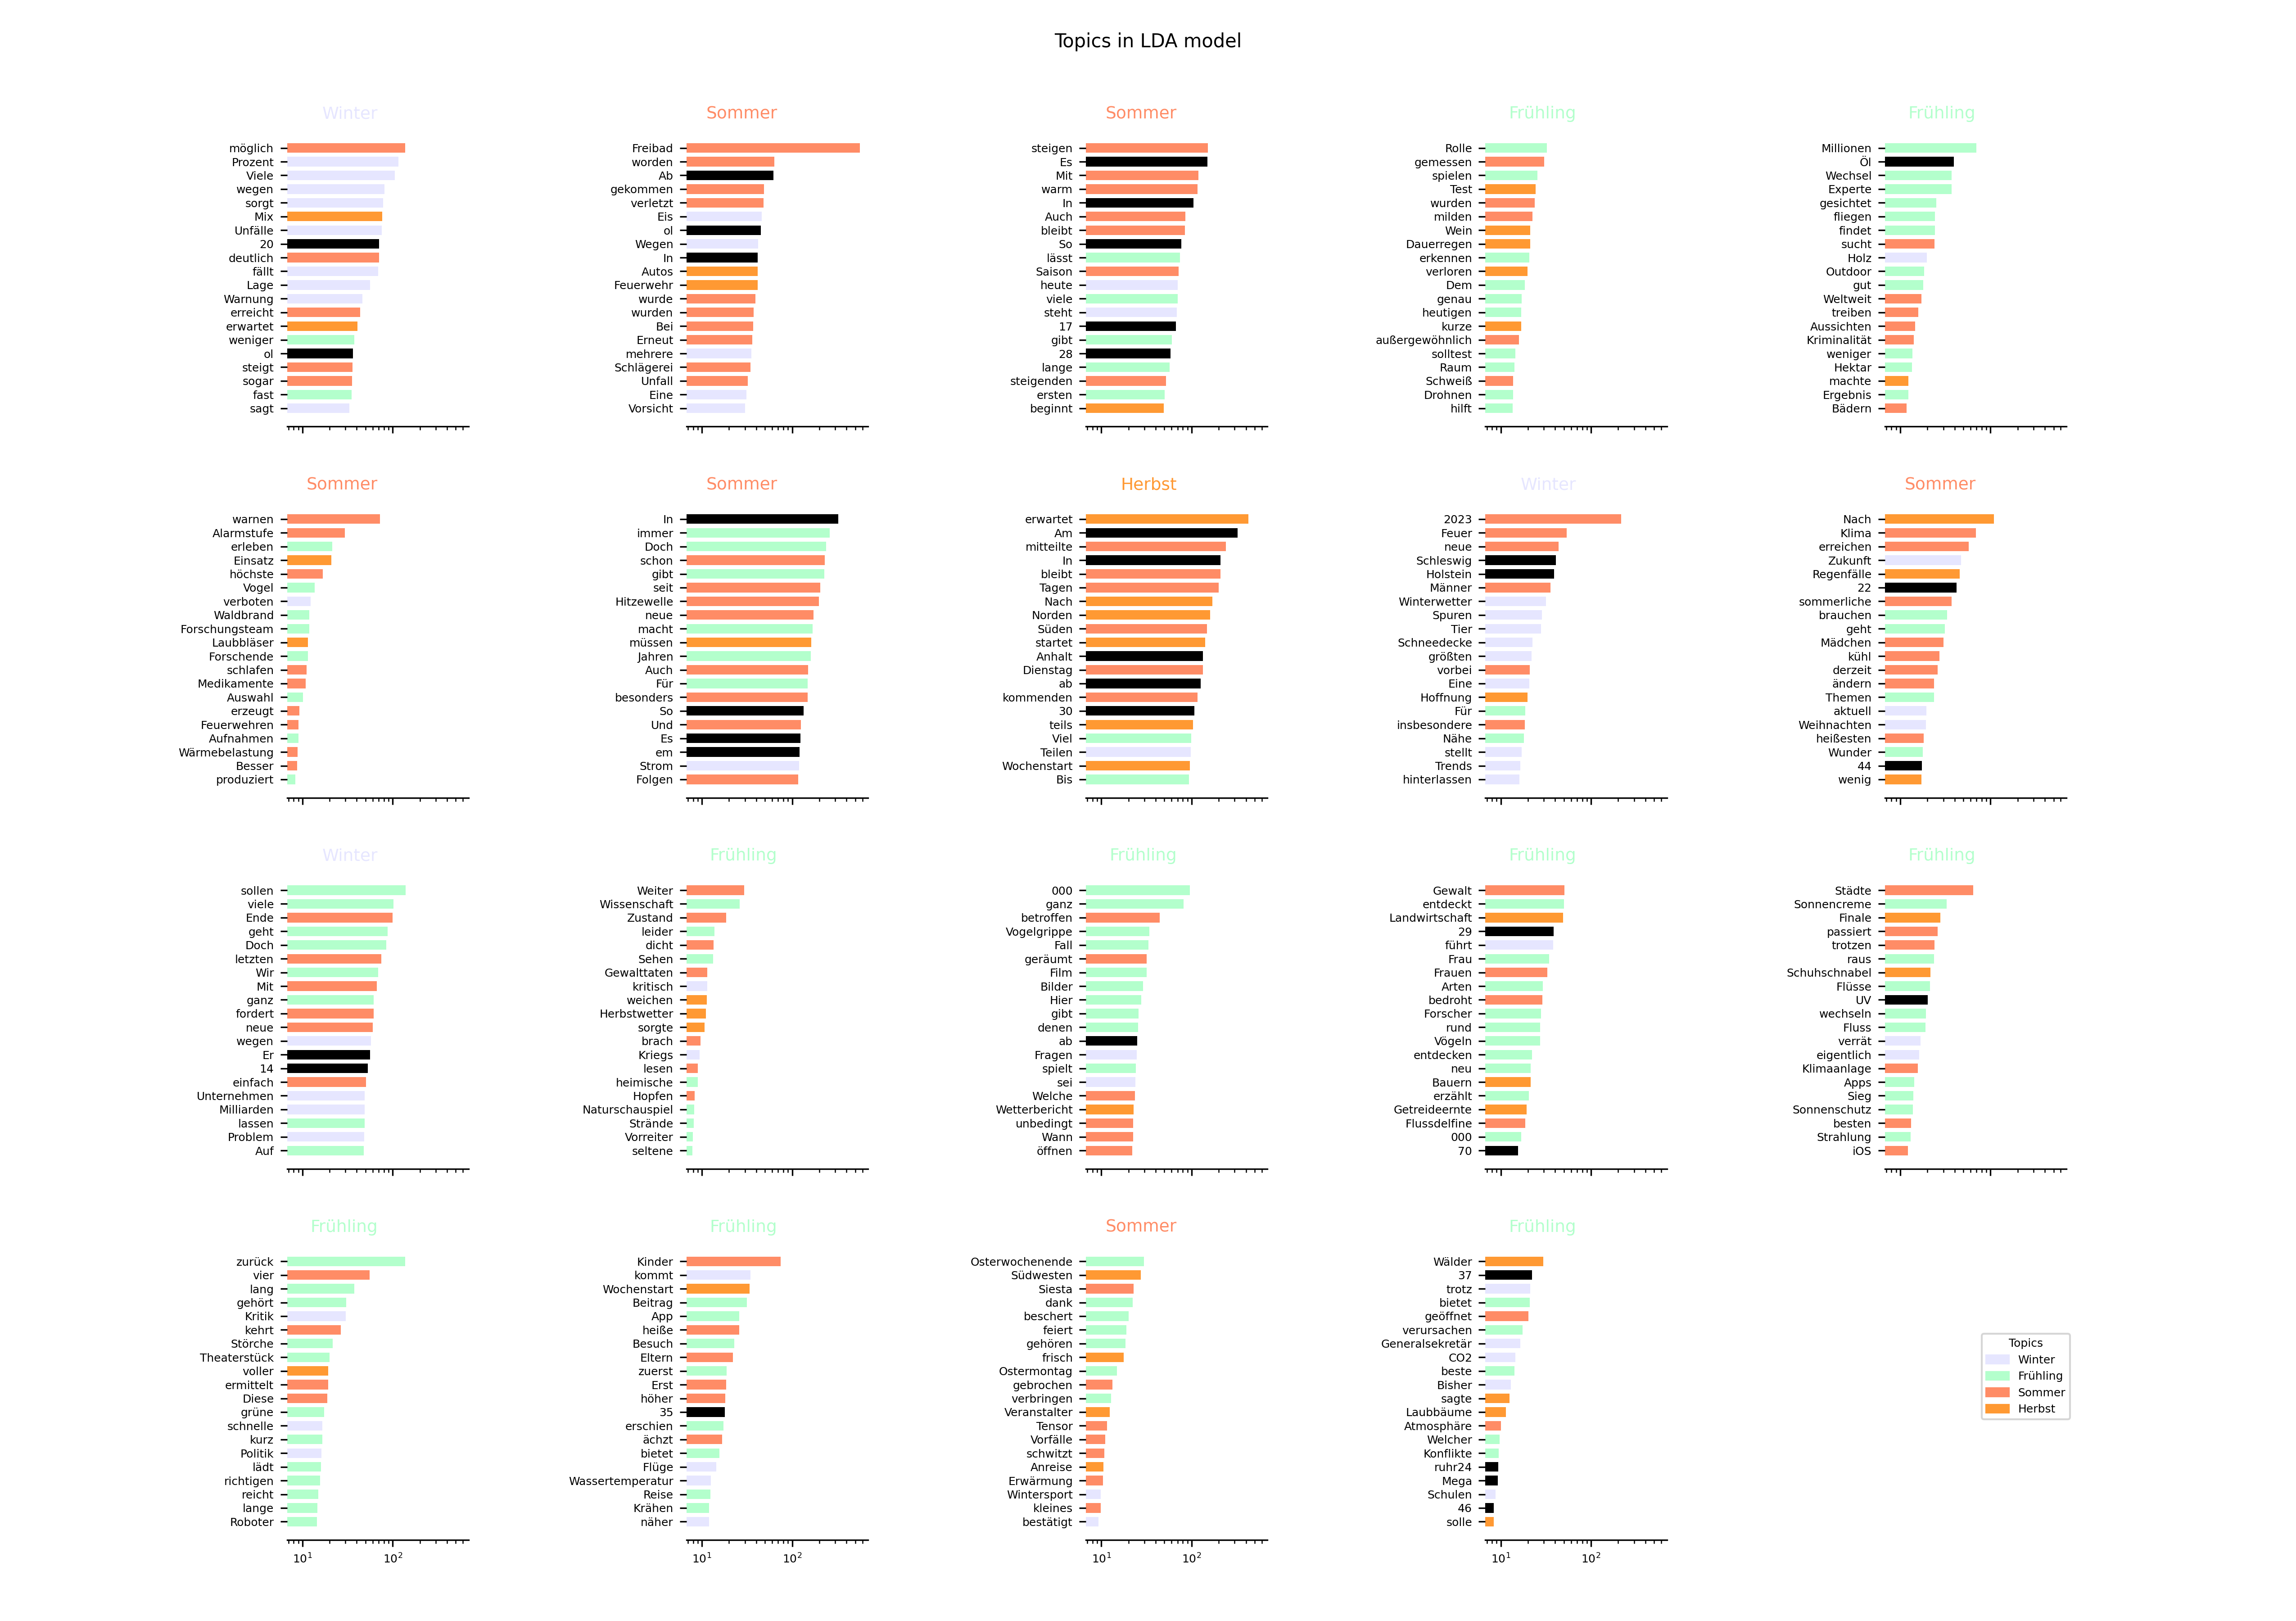 Topics in LDA model
Winter
möglich
Prozent
Viele
wegen
sorgt
Mix
Unfälle
20
deutlich
fällt
Lage
Warnung
erreicht
erwartet
weniger
ol
steigt
sogar
fast
sagt
Sommer
Freibad
worden
Ab
gekommen
verletzt
Eis
ol
Wegen
In
Autos
Feuerwehr
wurde
wurden
Bei
Erneut
mehrere
Schlägerei
Unfall
Eine
Vorsicht
Sommer
steigen
Es
Mit
warm
In
Auch
bleibt
So
lässt
Saison
heute
viele
steht
17
gibt
28
lange
steigenden
ersten
beginnt
Frühling
Rolle
gemessen
spielen
Test
wurden
milden
Wein
Dauerregen
erkennen
verloren
Dem
genau
heutigen
kurze
außergewöhnlich
solltest
Raum
Schweiß
Drohnen
hilft
Frühling
Millionen
Öl
Wechsel
Experte
gesichtet
fliegen
findet
sucht
Holz
Outdoor
gut
Weltweit
treiben
Aussichten
Kriminalität
weniger
Hektar
machte
Ergebnis
Bädern
Sommer
warnen
Alarmstufe
erleben
Einsatz
höchste
Vogel
verboten
Waldbrand
Forschungsteam
Laubbläser
Forschende
schlafen
Medikamente
Auswahl
erzeugt
Feuerwehren
Aufnahmen
Wärmebelastung
Besser
produziert
Sommer
In
immer
Doch
schon
gibt
seit
Hitzewelle
neue
macht
müssen
Jahren
Auch
Für
besonders
So
Und
Es
em
Strom
Folgen
Herbst
erwartet
Am
mitteilte
In
bleibt
Tagen
Nach
Norden
Süden
startet
Anhalt
Dienstag
ab
kommenden
30
teils
Viel
Teilen
Wochenstart
Bis
Winter
2023
Feuer
neue
Schleswig
Holstein
Männer
Winterwetter
Spuren
Tier
Schneedecke
größten
vorbei
Eine
Hoffnung
Für
insbesondere
Nähe
stellt
Trends
hinterlassen
Sommer
Nach
Klima
erreichen
Zukunft
Regenfälle
22
sommerliche
brauchen
geht
Mädchen
kühl
derzeit
ändern
Themen
aktuell
Weihnachten
heißesten
Wunder
44
wenig
Winter
sollen
viele
Ende
geht
Doch
letzten
Wir
Mit
ganz
fordert
neue
wegen
Er
14
einfach
Unternehmen
Milliarden
lassen
Problem
Auf
Frühling
Weiter
Wissenschaft
Zustand
leider
dicht
Sehen
Gewalttaten
kritisch
weichen
Herbstwetter
sorgte
brach
Kriegs
lesen
heimische
Hopfen
Naturschauspiel
Strände
Vorreiter
seltene
Frühling
000
ganz
betroffen
Vogelgrippe
Fall
geräumt
Film
Bilder
Hier
gibt
denen
ab
Fragen
spielt
sei
Welche
Wetterbericht
unbedingt
Wann
öffnen
Frühling
Gewalt
entdeckt
Landwirtschaft
29
führt
Frau
Frauen
Arten
bedroht
Forscher
rund
Vögeln
entdecken
neu
Bauern
erzählt
Getreideernte
Flussdelfine
000
70
Frühling
Städte
Sonnencreme
Finale
passiert
trotzen
raus
Schuhschnabel
Flüsse
UV
wechseln
Fluss
verrät
eigentlich
Klimaanlage
Apps
Sieg
Sonnenschutz
besten
Strahlung
iOS
Frühling
zurück
vier
lang
gehört
Kritik
kehrt
Störche
Theaterstück
voller
ermittelt
Diese
grüne
schnelle
kurz
Politik
lädt
richtigen
reicht
lange
Roboter
10¹ 10²
Frühling
Kinder
kommt
Wochenstart
Beitrag
App
heiße
Besuch
Eltern
zuerst
Erst
höher
35
erschien
ächzt
bietet
Flüge
Wassertemperatur
Reise
Krähen
näher
10¹ 10²
Sommer
Osterwochenende
Südwesten
Siesta
dank
beschert
feiert
gehören
frisch
Ostermontag
gebrochen
verbringen
Veranstalter
Tensor
Vorfälle
schwitzt
Anreise
Erwärmung
Wintersport
kleines
bestätigt
10¹ 10²
Frühling
Wälder
37
trotz
bietet
geöffnet
verursachen
Generalsekretär
CO2
beste
Bisher
sagte
Laubbäume
Atmosphäre
Welcher
Konflikte
ruhr24
Mega
Schulen
46
solle
10¹ 10²
Topics
Winter
Frühling
Sommer
Herbst